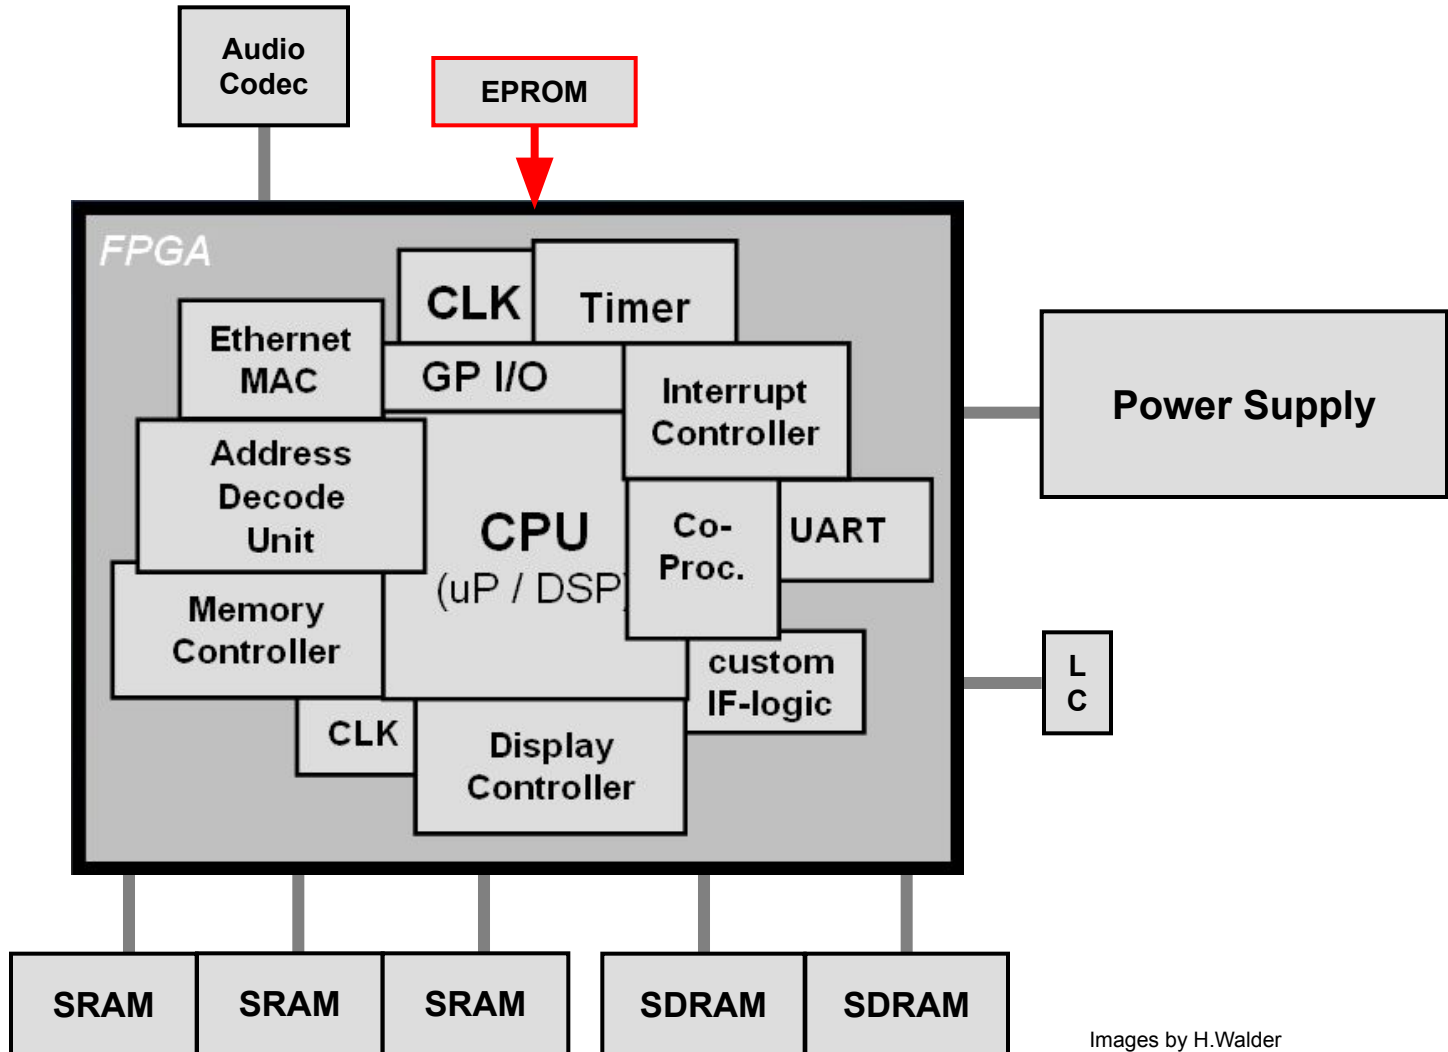 Audio
Codec
EPROM
FPGA
CLK
Timer
Ethernet
MAC
GP I/O
Interrupt
Controller
Address
Decode
Unit
CPU
(uP / DSP)
Co-
Proc.
UART
Memory
Controller
custom
IF-logic
CLK
Display
Controller
Power Supply
L
C
SRAM
SRAM
SRAM
SDRAM
SDRAM
Images by H.Walder